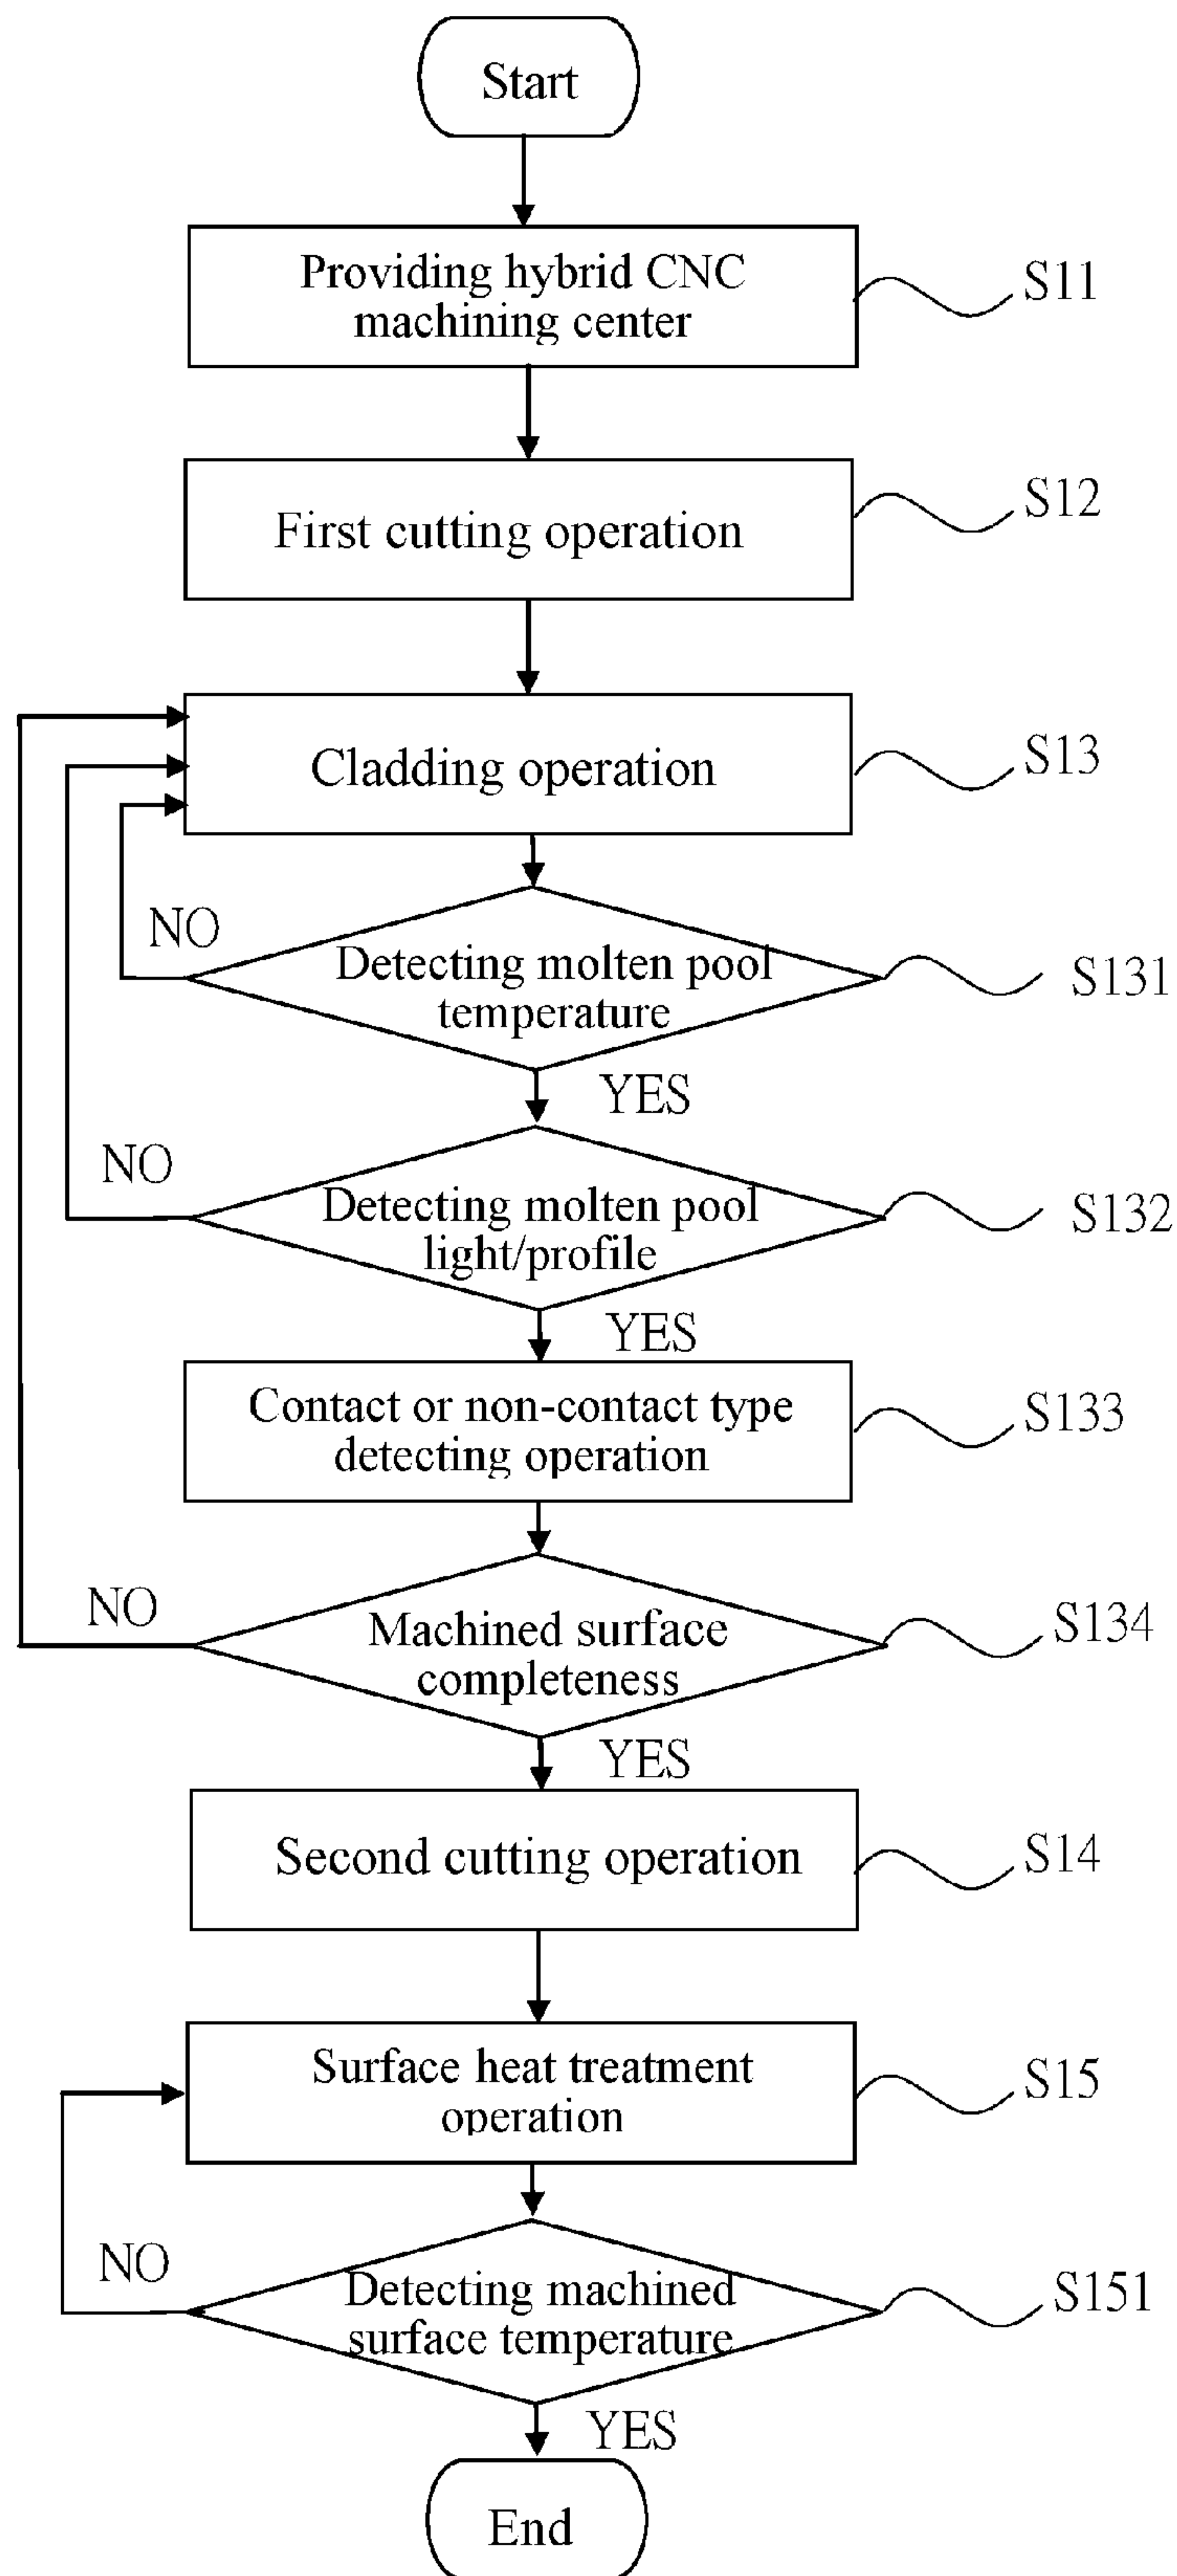 Start
Providing hybrid CNC
machining center
S11
First cutting operation
S12
Cladding operation
S13
NO
Detecting molten pool
temperature
S131
YES
NO
Detecting molten pool
light/profile
S132
YES
Contact or non-contact type
detecting operation
S133
NO
Machined surface
completeness
S134
YES
Second cutting operation
S14
Surface heat treatment
operation
S15
NO
Detecting machined
surface temperature
S151
YES
End